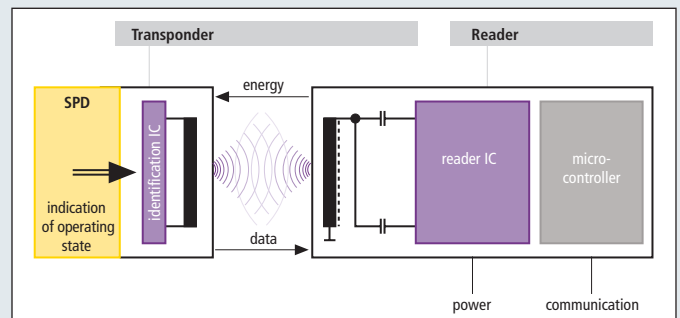 Transponder
Reader
SPD
indication
of operating
state
identification IC
energy
data
reader IC
micro-
controller
power
communication